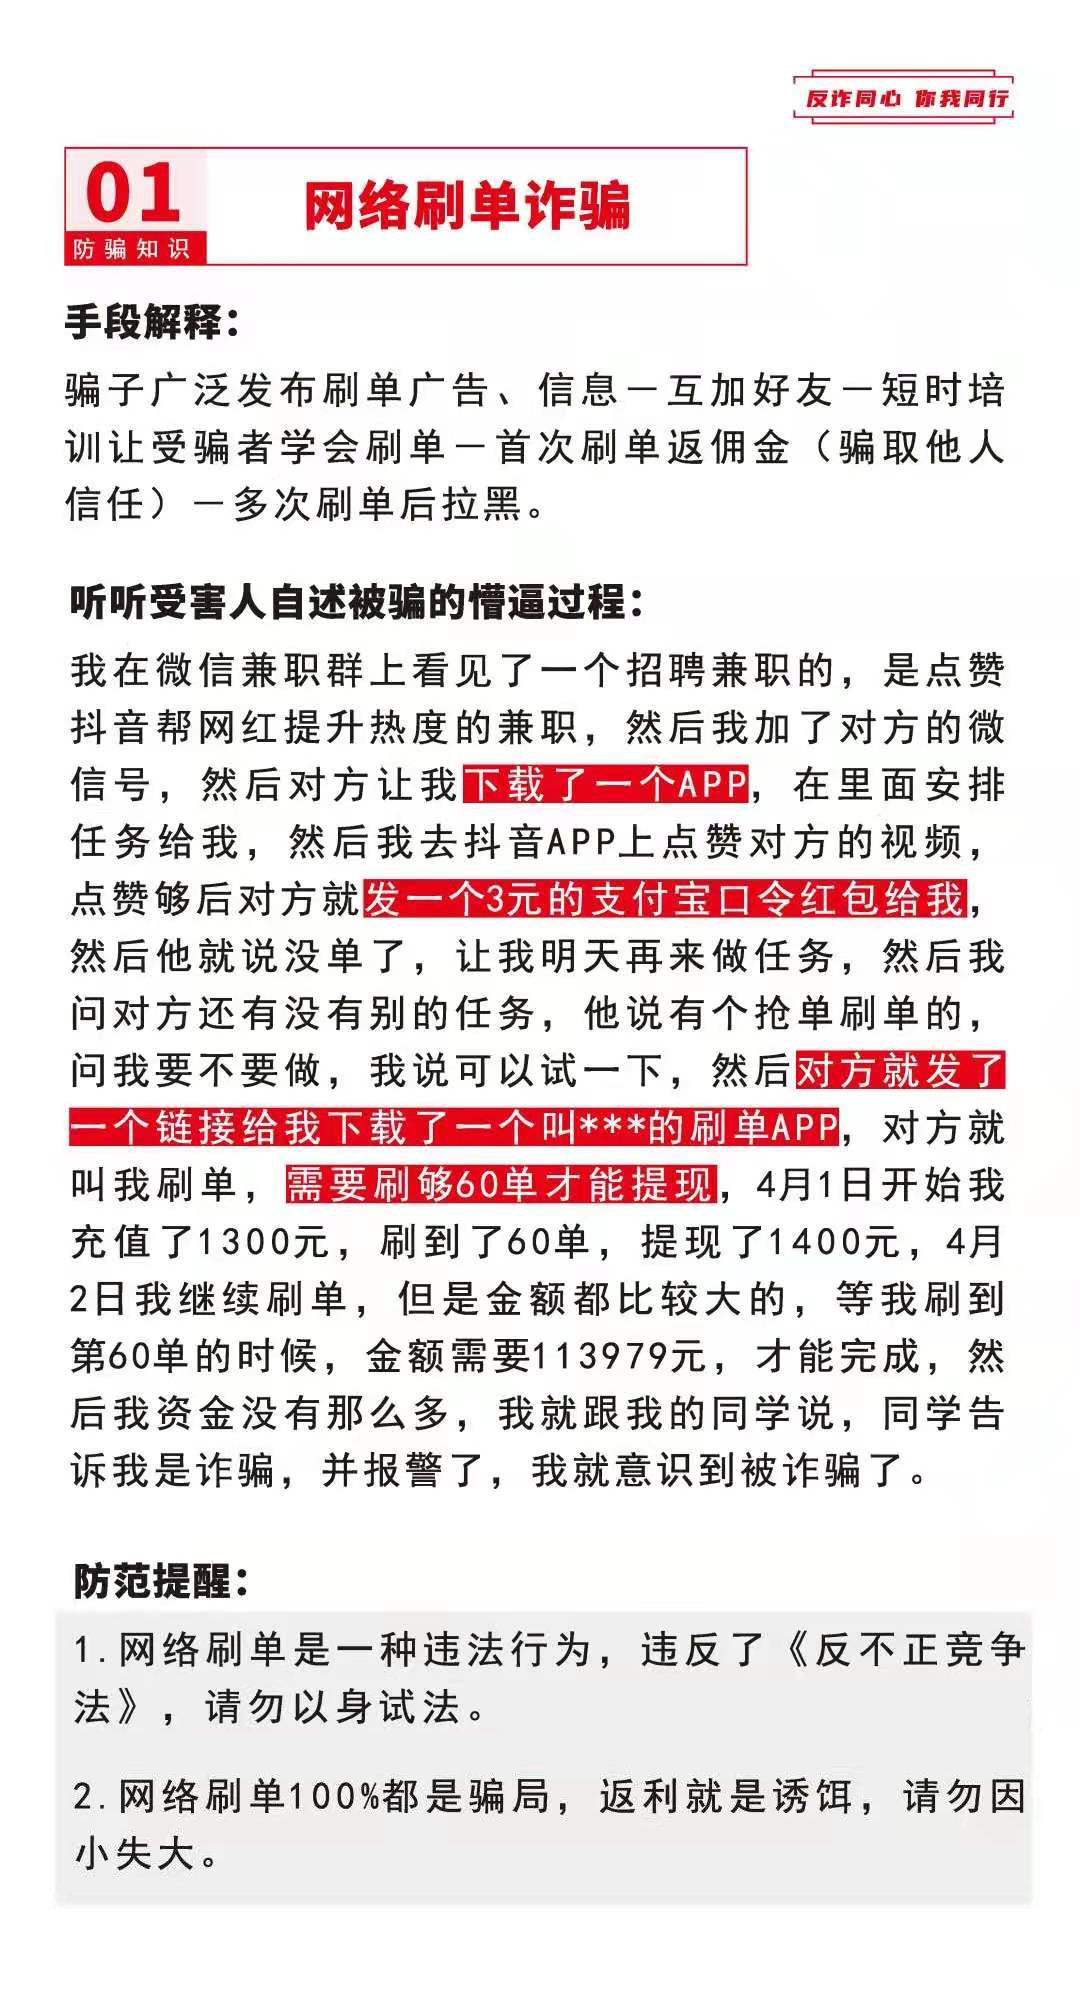 反诈同心 你我同行
01
防骗知识
网络刷单诈骗
手段解释：
骗子广泛发布刷单广告、信息－互加好友－短时培
训让受骗者学会刷单－首次刷单返佣金（骗取他人
信任）－多次刷单后拉黑。
听听受害人自述被骗的懵逼过程：
我在微信兼职群上看见了一个招聘兼职的，是点赞
抖音帮网红提升热度的兼职，然后我加了对方的微
信号，然后对方让我下载了一个APP，在里面安排
任务给我，然后我去抖音APP上点赞对方的视频，
点赞够后对方就发一个3元的支付宝口令红包给我，
然后他就说没单了，让我明天再来做任务，然后我
问对方还有没有别的任务，他说有个抢单刷单的，
问我要不要做，我说可以试一下，然后对方就发了
一个链接给我下载了一个叫***的刷单APP，对方就
叫我刷单，需要刷够60单才能提现，4月1日开始我
充值了1300元，刷到了60单，提现了1400元，4月
2日我继续刷单，但是金额都比较大的，等我刷到
第60单的时候，金额需要113979元，才能完成，然
后我资金没有那么多，我就跟我的同学说，同学告
诉我是诈骗，并报警了，我就意识到被诈骗了。
防范提醒：
1.网络刷单是一种违法行为，违反了《反不正竞争
法》，请勿以身试法。
2.网络刷单100%都是骗局，返利就是诱饵，请勿因
小失大。